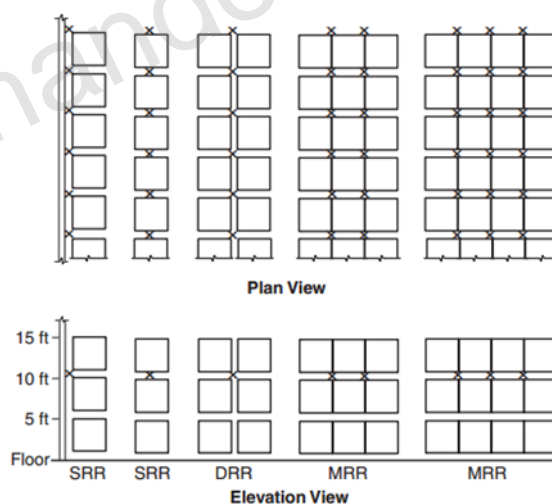 Plan View
15 ft
10 ft
5 ft
Floor
SRR SRR DRR MRR MRR
Elevation View